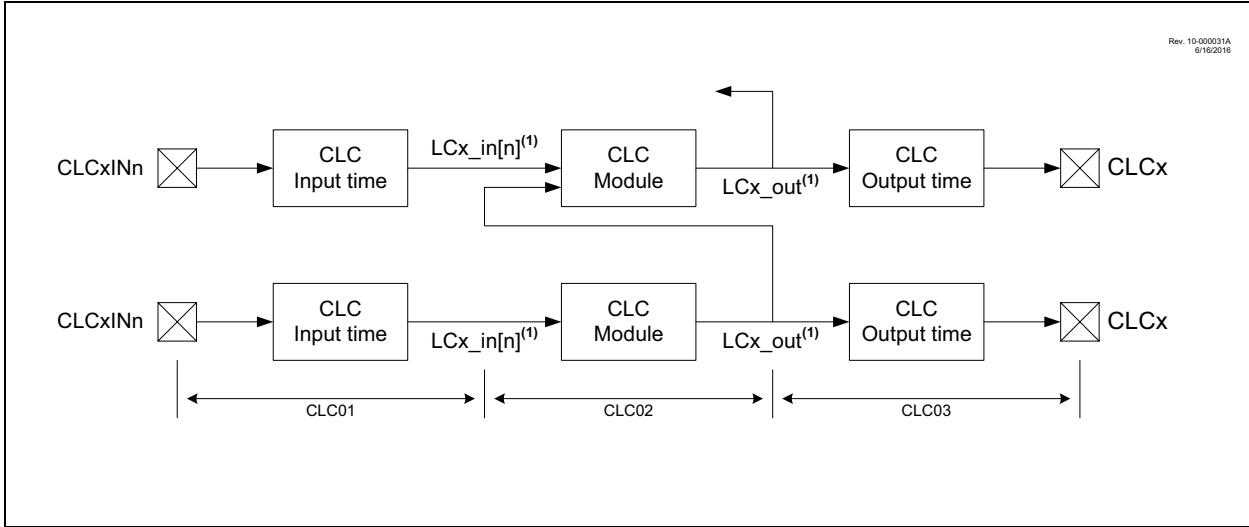 Rev. 10-000031A
6/16/2016
CLCxINn
CLC
Input time
LCx_in[n](1)
CLC
Module
LCx_out(1)
CLC
Output time
CLCx
CLCxINn
CLC
Input time
LCx_in[n](1)
CLC
Module
LCx_out(1)
CLC
Output time
CLCx
CLC01
CLC02
CLC03